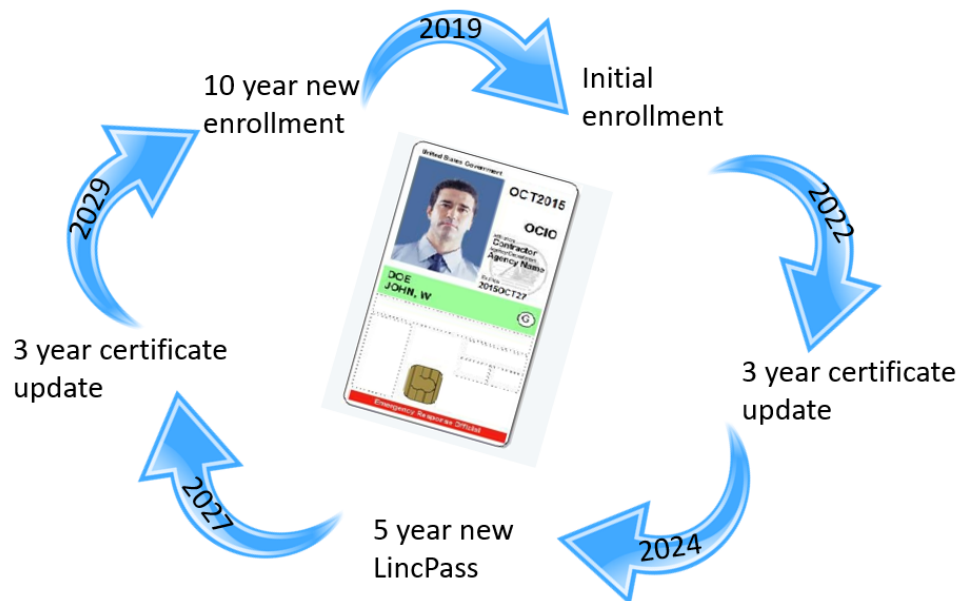 2019
10 year new
enrollment
Initial
enrollment
2022
3 year certificate
update
2024
5 year new
LincPass
2027
3 year certificate
update
2029
United States Government
OCT2015
OCIO
Contractor
Agency Name
2015OCT27
DOE
JOHN, W
G
Emergency Response Official